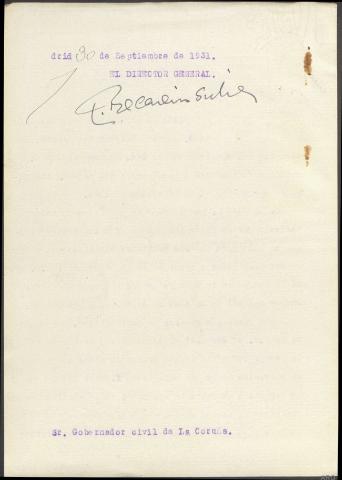 drid 30 de Septiembre de 1931.
EL DIRECTOR GENERAL,
Sr. Gobernador civil de La Coruña.